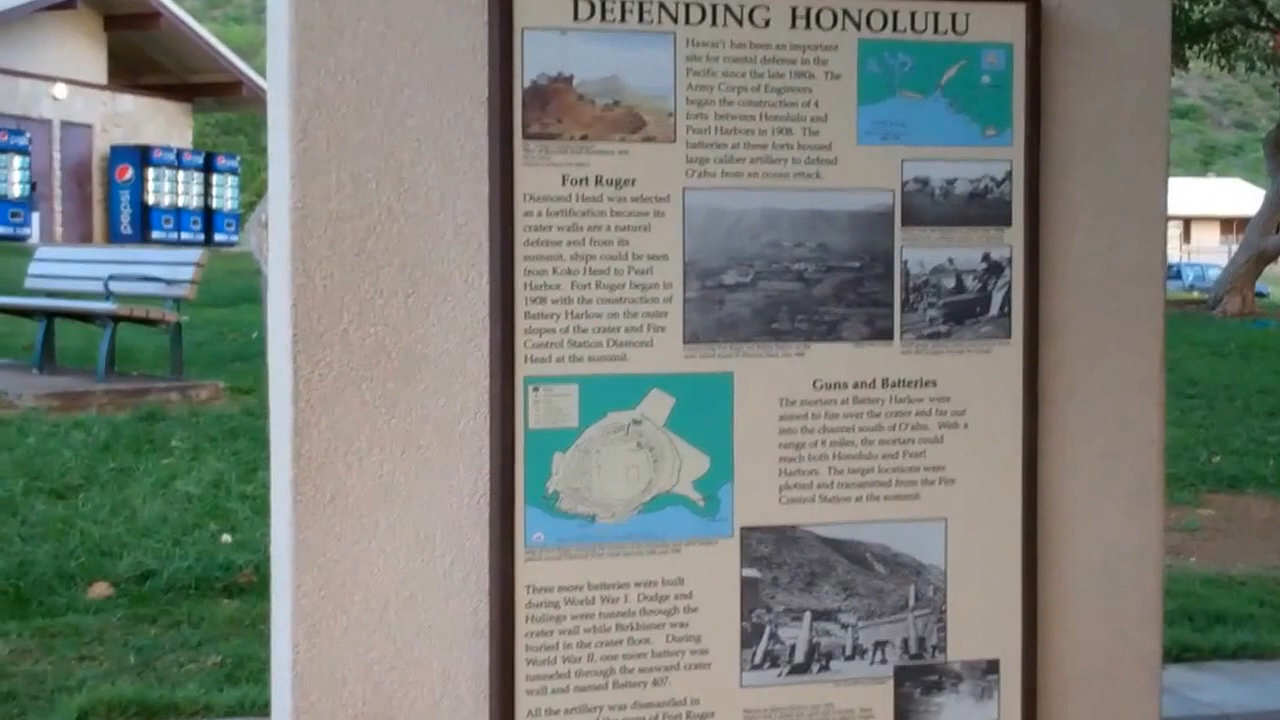 DEFENDING HONOLULU
Hawai'i has been an important
site for coastal defense in the
Pacific since the late 1880s. The
Army Corps of Engineers
began the construction of 4
forts between Honolulu and
Pearl Harbors in 1908. The
batteries at these forts housed
large caliber artillery to defend
O'ahu from an ocean attack.
Fort Ruger
Diamond Head was selected
as a fortification because its
crater walls are a natural
defense and from its
summit, ships could be seen
from Koko Head to Pearl
Harbor. Fort Ruger began in
1908 with the construction of
Battery Harlow on the outer
slopes of the crater and Fire
Control Station Diamond
Head at the summit.
Guns and Batteries
The mortars at Battery Harlow were
aimed to fire over the crater and far out
into the channel south of O'ahu. With a
range of 8 miles, the mortars could
reach both Honolulu and Pearl
Harbors. The target locations were
plotted and transmitted from the Fire
Control Station at the summit.
Three more batteries were built
during World War I. Dodge and
Hulings were tunnels through the
crater wall while Birkhimer was
buried in the crater floor. During
World War II, one more battery was
tunneled through the seaward crater
wall and named Battery 407.
All the artillery was dismantled in
of Fort Ruger
pepsi